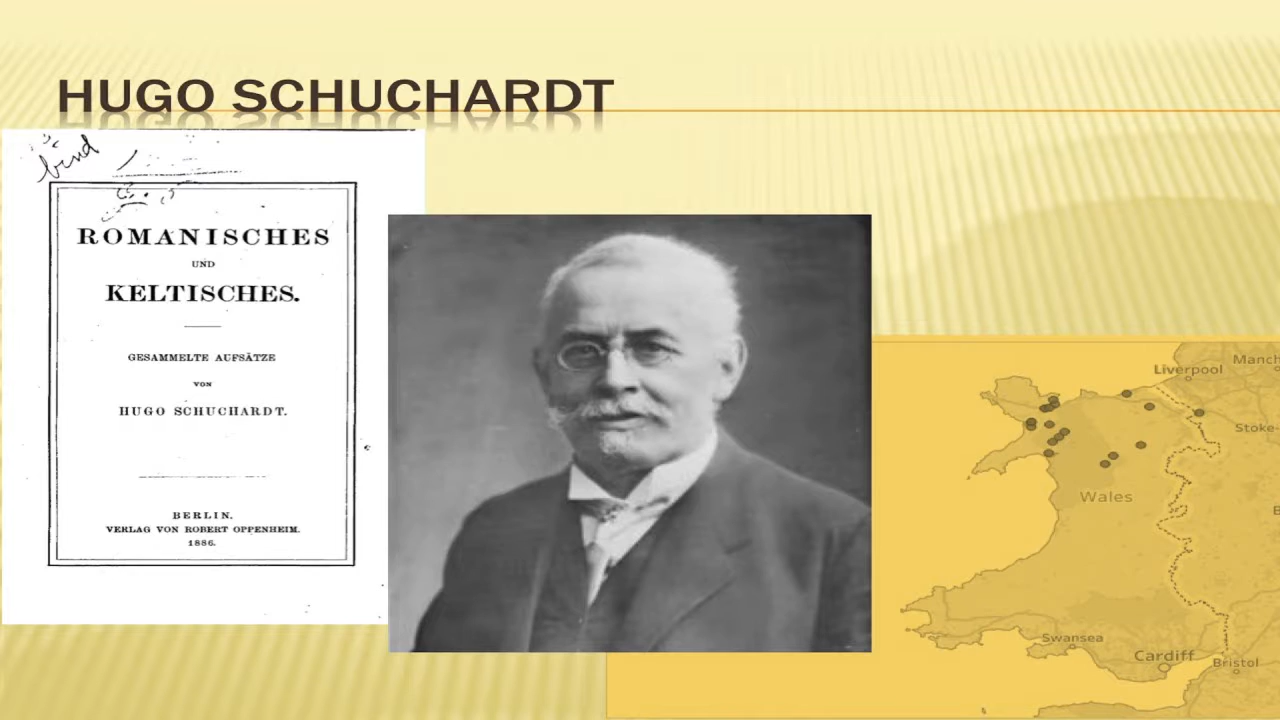 HUGO SCHUCHARDT
bind
ROMANISCHES
UND
KELTISCHES.
GESAMMELTE AUFSÄTZE
VON
HUGO SCHUCHARDT.
BERLIN.
VERLAG VON ROBERT OPPENHEIM.
1886.
Manch
Liverpool
Stoke-
Wales
B
Swansea
Cardiff
Bristol